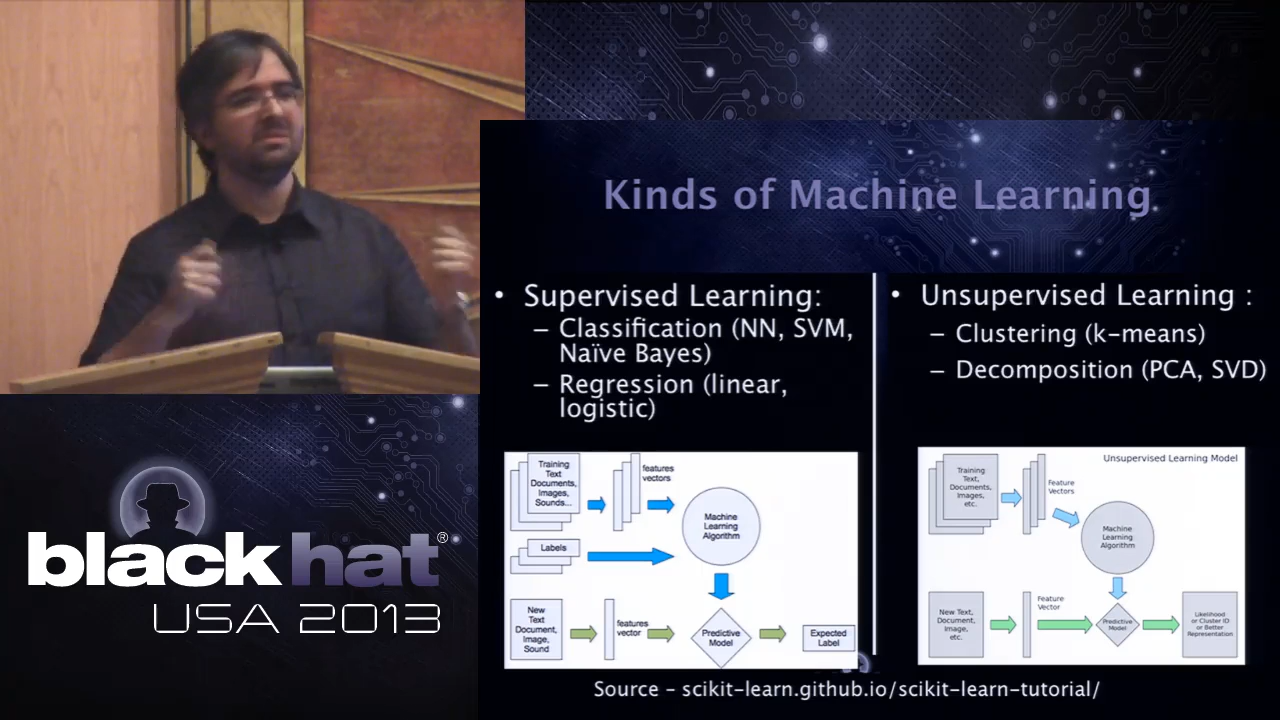 Kinds of Machine Learning
• Supervised Learning:
– Classification (NN, SVM,
Naïve Bayes)
– Regression (linear,
logistic)
• Unsupervised Learning :
– Clustering (k-means)
– Decomposition (PCA, SVD)
Training
Text
Documents,
Images,
Sounds...
features
vectors
Machine
Learning
Algorithm
Labels
New
Text
Document,
Image,
Sound
features
vector
Predictive
Model
Expected
Label
Unsupervised Learning Model
Training
Text,
Documents,
Images,
etc.
Feature
Vectors
Machine
Learning
Algorithm
New Text,
Document,
Image,
etc.
Feature
Vector
Predictive
Model
Likelihood
or Cluster ID
or Better
Representation
Source – scikit-learn.github.io/scikit-learn-tutorial/
black hat®
USA 2013